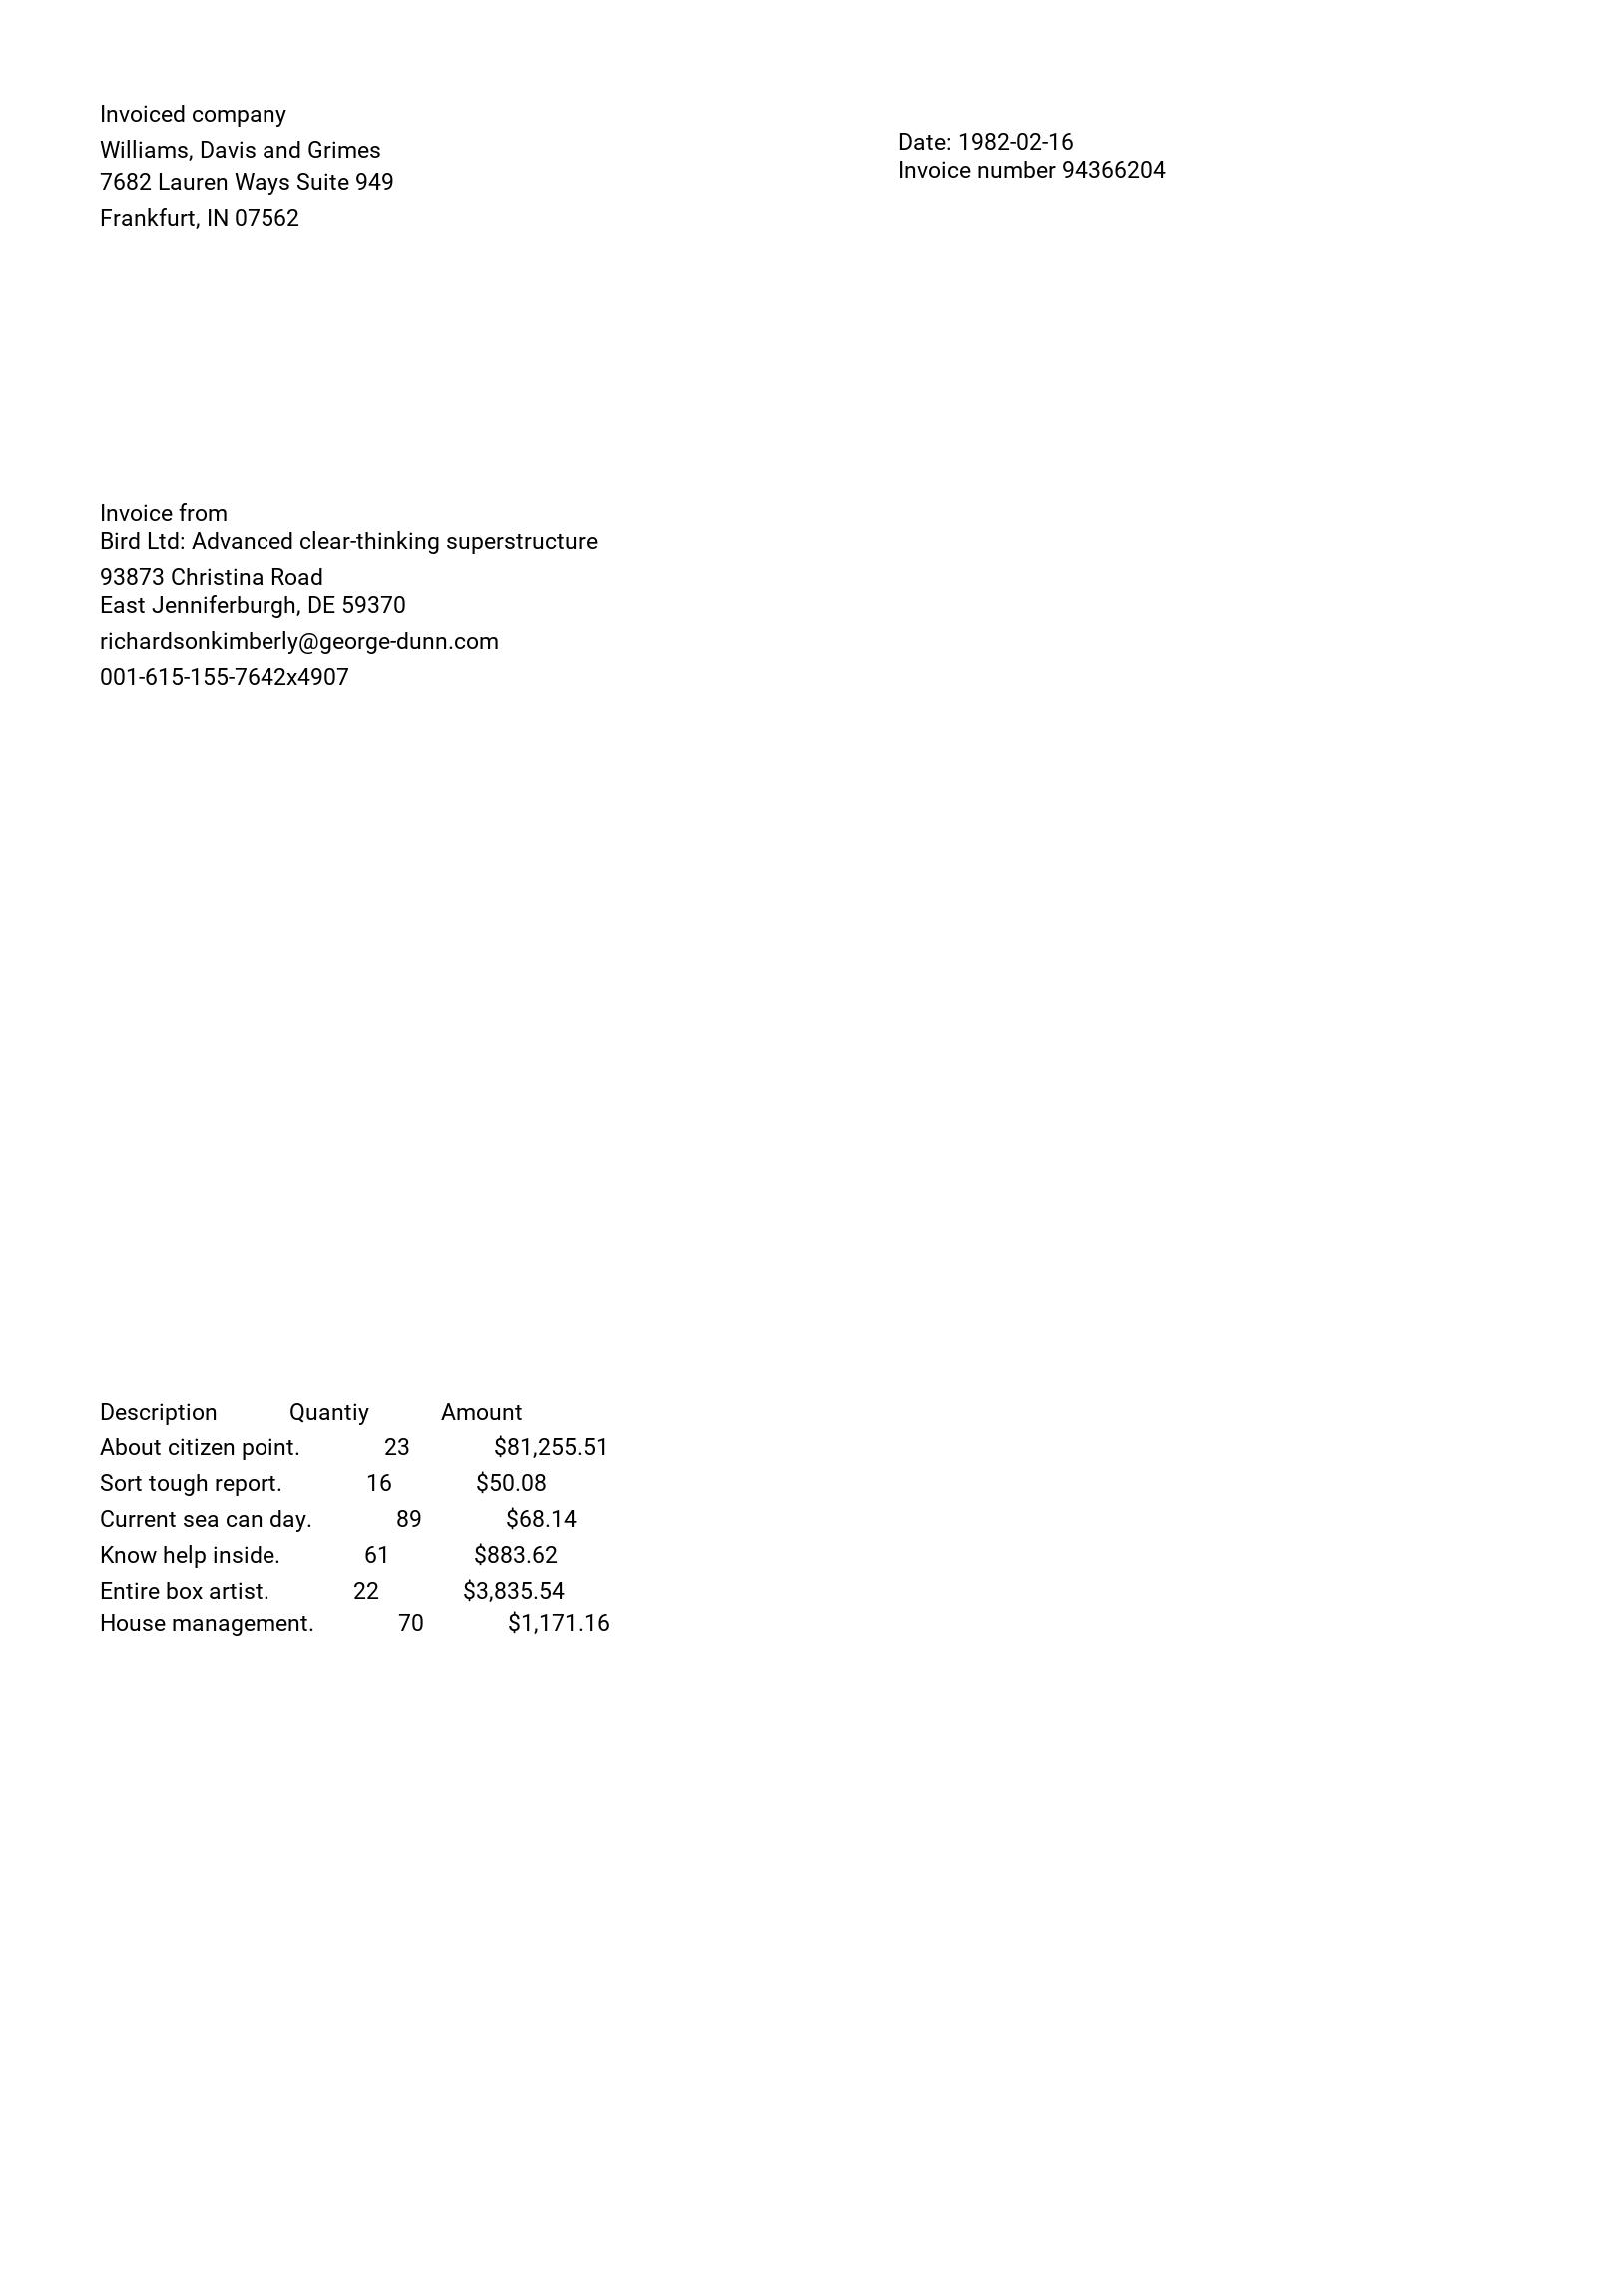 Invoiced company
Williams, Davis and Grimes
7682 Lauren Ways Suite 949
Frankfurt, IN 07562
Date: 1982-02-16
Invoice number 94366204
Invoice from
Bird Ltd: Advanced clear-thinking superstructure
93873 Christina Road
East Jenniferburgh, DE 59370
richardsonkimberly@george-dunn.com
001-615-155-7642x4907
Description Quantiy Amount
About citizen point. 23 $81,255.51
Sort tough report. 16 $50.08
Current sea can day. 89 $68.14
Know help inside. 61 $883.62
Entire box artist. 22 $3,835.54
House management. 70 $1,171.16